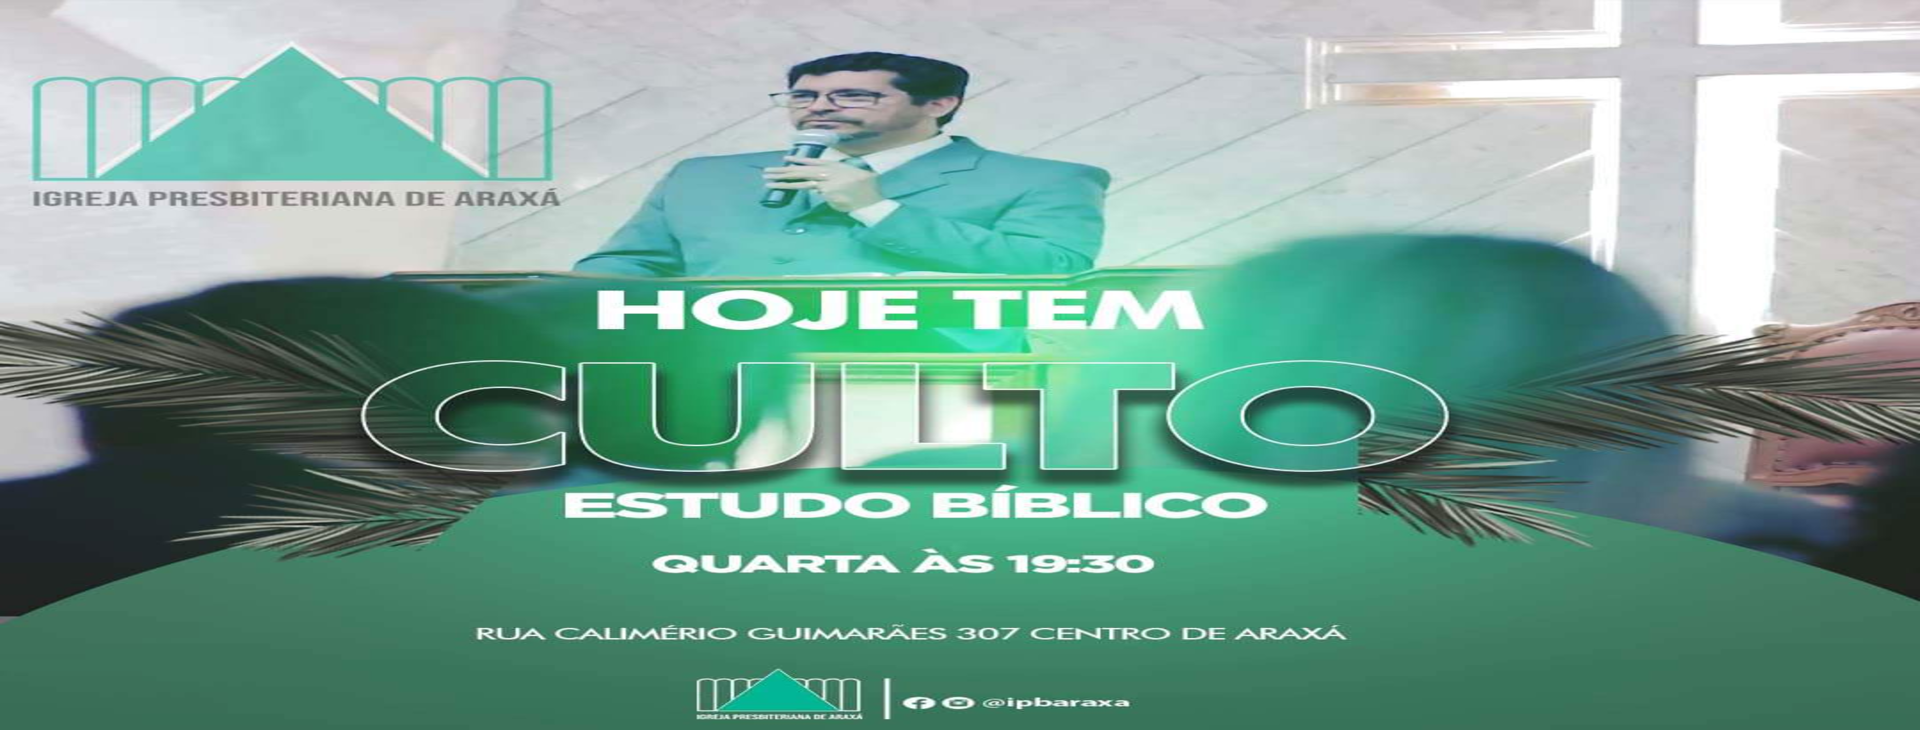 IGREJA PRESBITERIANA DE ARAXÁ
HOJE TEM
CULTO
ESTUDO BÍBLICO
QUARTA ÀS 19:30
RUA CALIMÉRIO GUIMARÃES 307 CENTRO DE ARAXÁ
IGREJA PRESBITERIANA DE ARAXÁ
@ipbaraxa